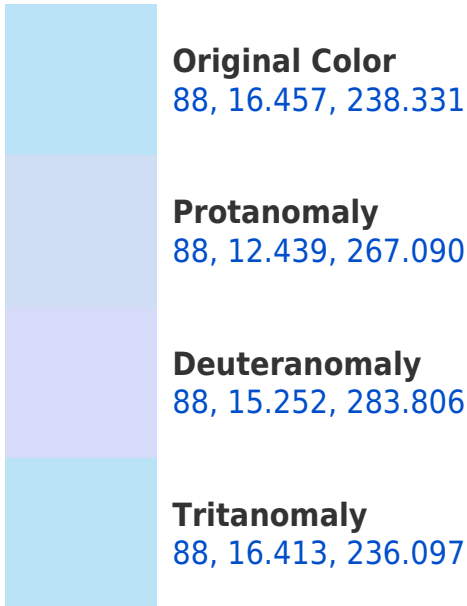 Original Color
88, 16.457, 238.331
Protanomaly
88, 12.439, 267.090
Deuteranomaly
88, 15.252, 283.806
Tritanomaly
88, 16.413, 236.097